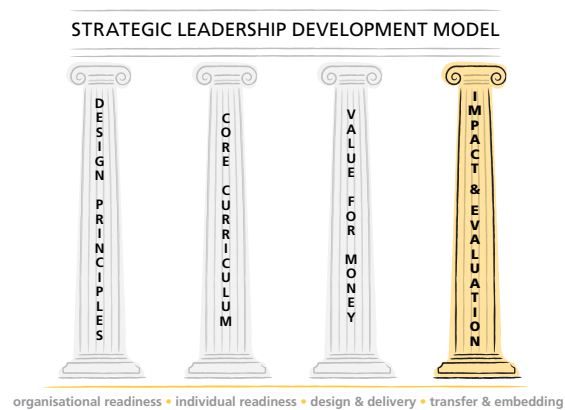 STRATEGIC LEADERSHIP DEVELOPMENT MODEL
DESIGN PRINCIPLES
CORE CURRICULUM
VALUE FOR MONEY
IMPACT & EVALUATION
organisational readiness • individual readiness • design & delivery • transfer & embedding